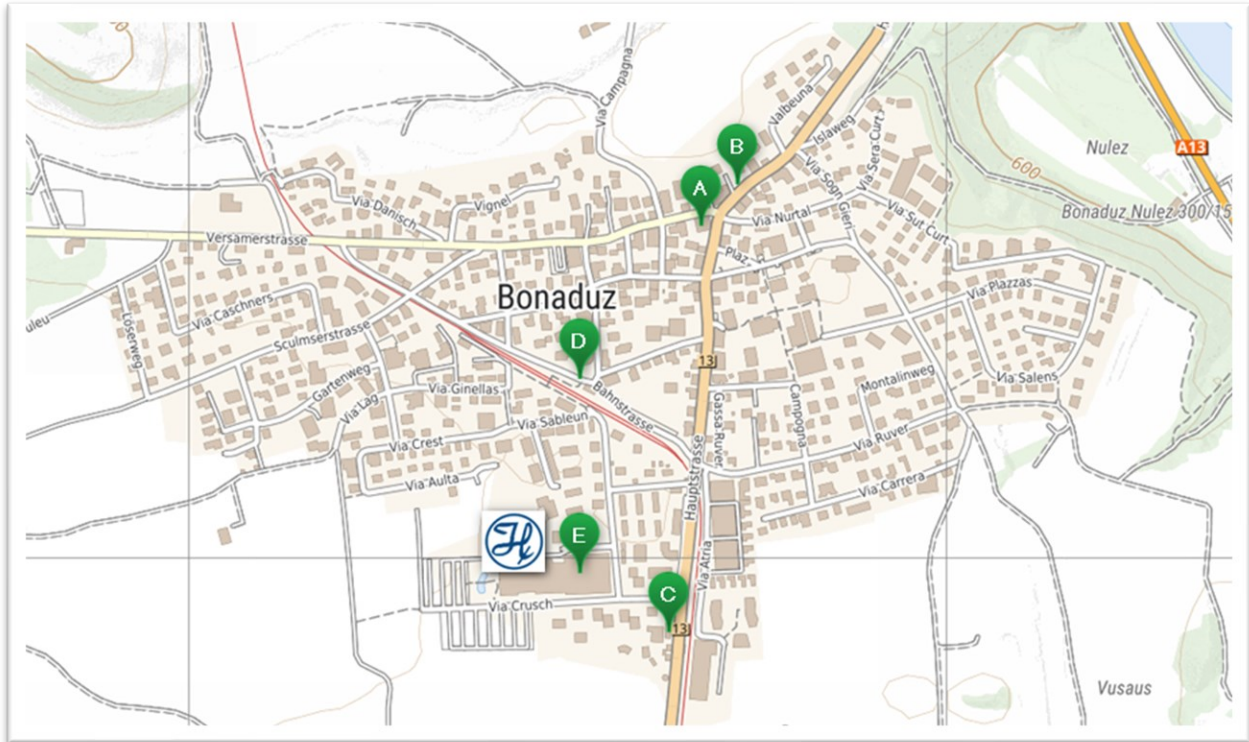 Via Campagna
Valbeuna
Islaweg
Via Sera Curt
Nulez
A13
B
600
A
Via Sogn Gieri
Via Danisch
Vignel
Via Nurtal
Via Sut Curt
Bonaduz Nulez 300/15
Versamerstrasse
Plaz
Via Plazzas
Bonaduz
Via Caschners
Löserweg
uleu
Sculmserstrasse
D
13
Gartenweg
Via Ginellas
Bahnstrasse
Montalinweg
Via Salens
Via Lag
Via Sableun
Gassa Ruver
Campogna
Via Crest
Via Ruver
Via Aulta
Hauptstrasse
Via Carrera
H
E
Via Atria
C
Via Crusch
13
Vusaus